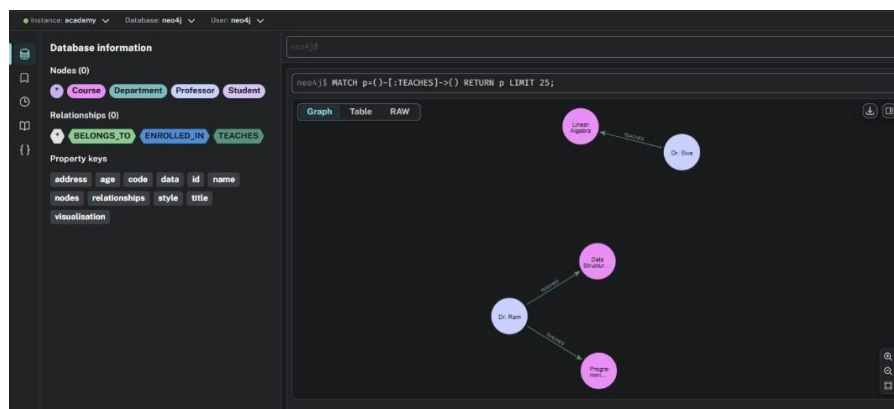 Instance: academy Database: neo4j User: neo4j
Database information
Nodes (0)
* Course Department Professor Student
Relationships (0)
* BELONGS_TO ENROLLED_IN TEACHES
Property keys
address age code data id name
nodes relationships style title
visualisation
neo4j$
neo4j$ MATCH p=()-[:TEACHES]->() RETURN p LIMIT 25;
Graph Table RAW
Linear
Algebra
TEACHES
Dr. Siva
Data
Structur...
TEACHES
Dr. Ram
TEACHES
Progra-
mmi...